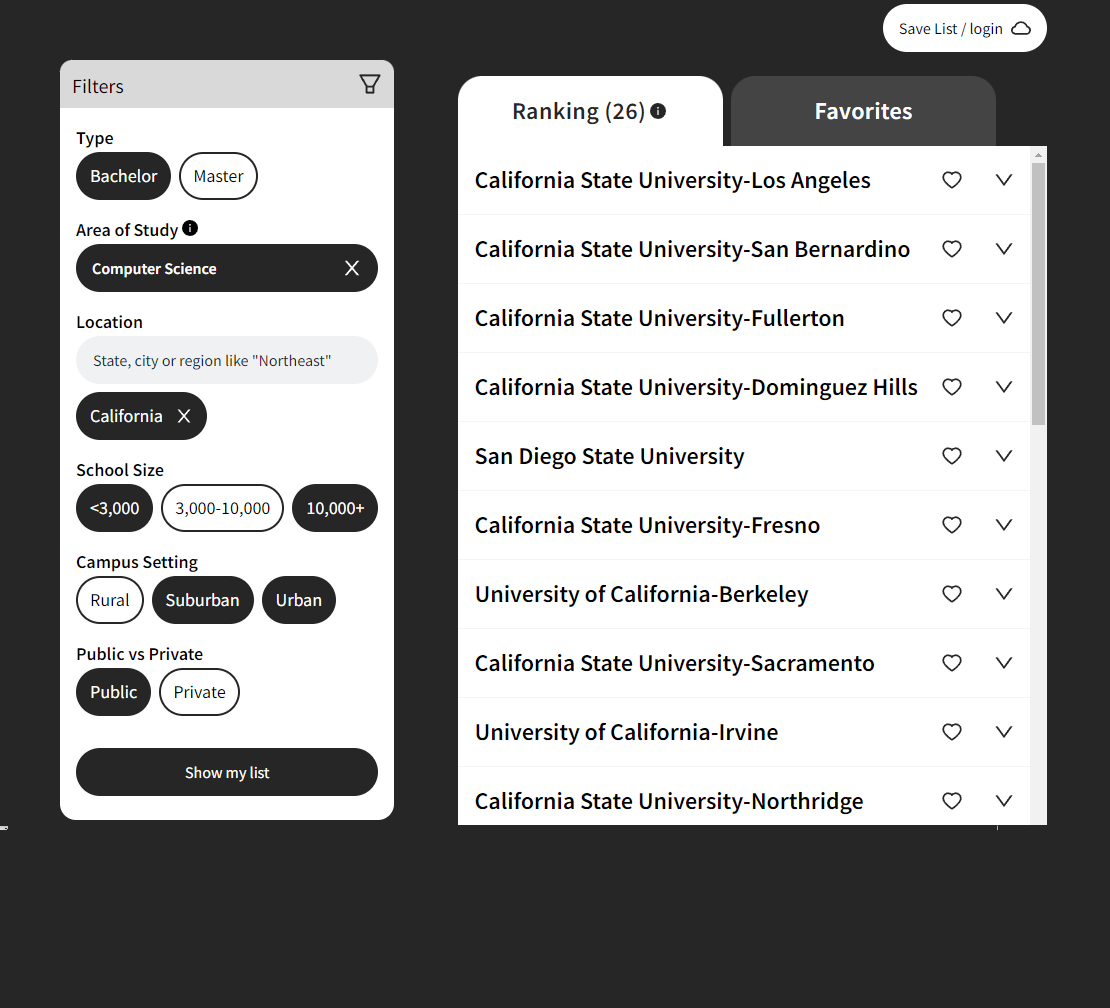 Save List / login
Filters
Type
Bachelor Master
Area of Study
Computer Science X
Location
State, city or region like "Northeast"
California X
School Size
<3,000 3,000-10,000 10,000+
Campus Setting
Rural Suburban Urban
Public vs Private
Public Private
Show my list
Ranking (26) Favorites
California State University-Los Angeles
California State University-San Bernardino
California State University-Fullerton
California State University-Dominguez Hills
San Diego State University
California State University-Fresno
University of California-Berkeley
California State University-Sacramento
University of California-Irvine
California State University-Northridge